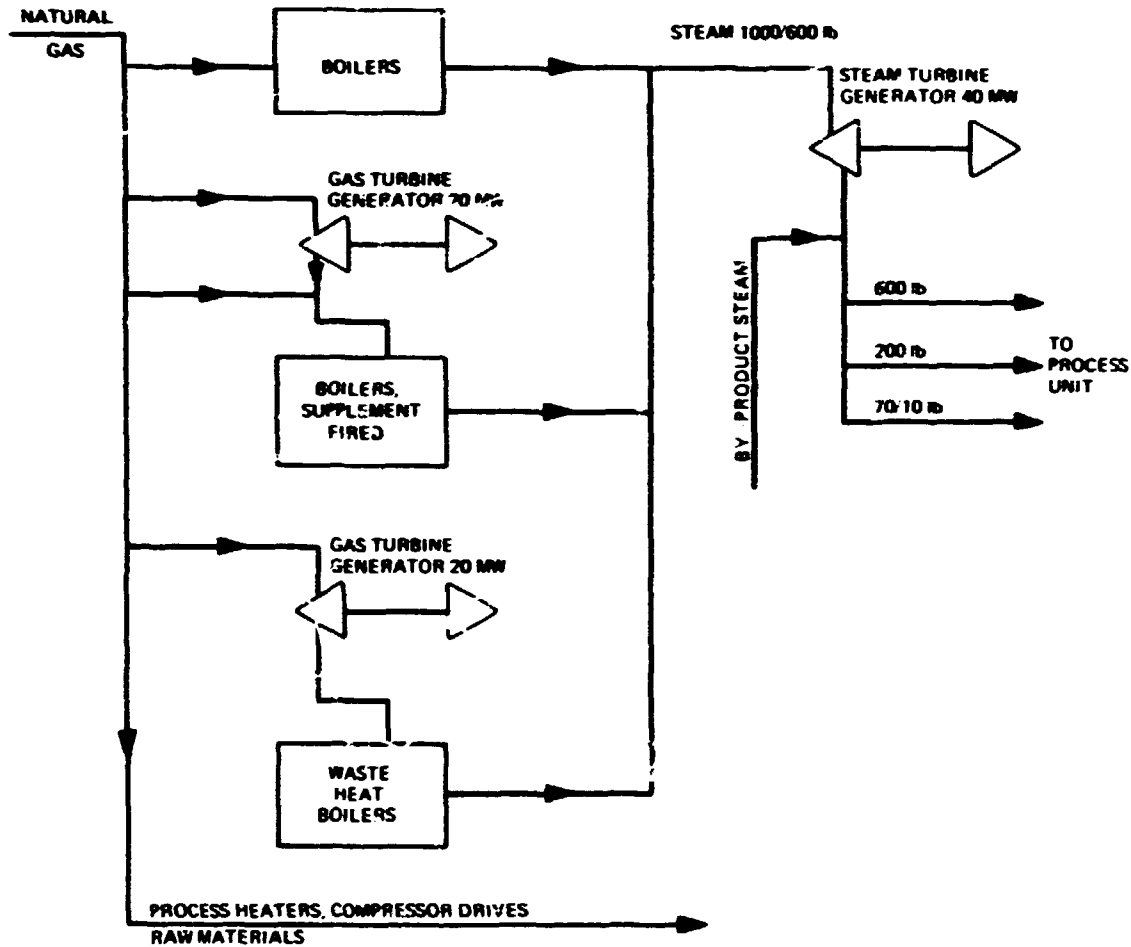 NATURAL
GAS
BOILERS
STEAM 1000/600 lb
STEAM TURBINE
GENERATOR 40 MW
GAS TURBINE
GENERATOR 20 MW
BOILERS,
SUPPLEMENT
FIRED
BY PRODUCT STEAM
600 lb
200 lb
70/10 lb
TO
PROCESS
UNIT
GAS TURBINE
GENERATOR 20 MW
WASTE
HEAT
BOILERS
PROCESS HEATERS, COMPRESSOR DRIVES
RAW MATERIALS